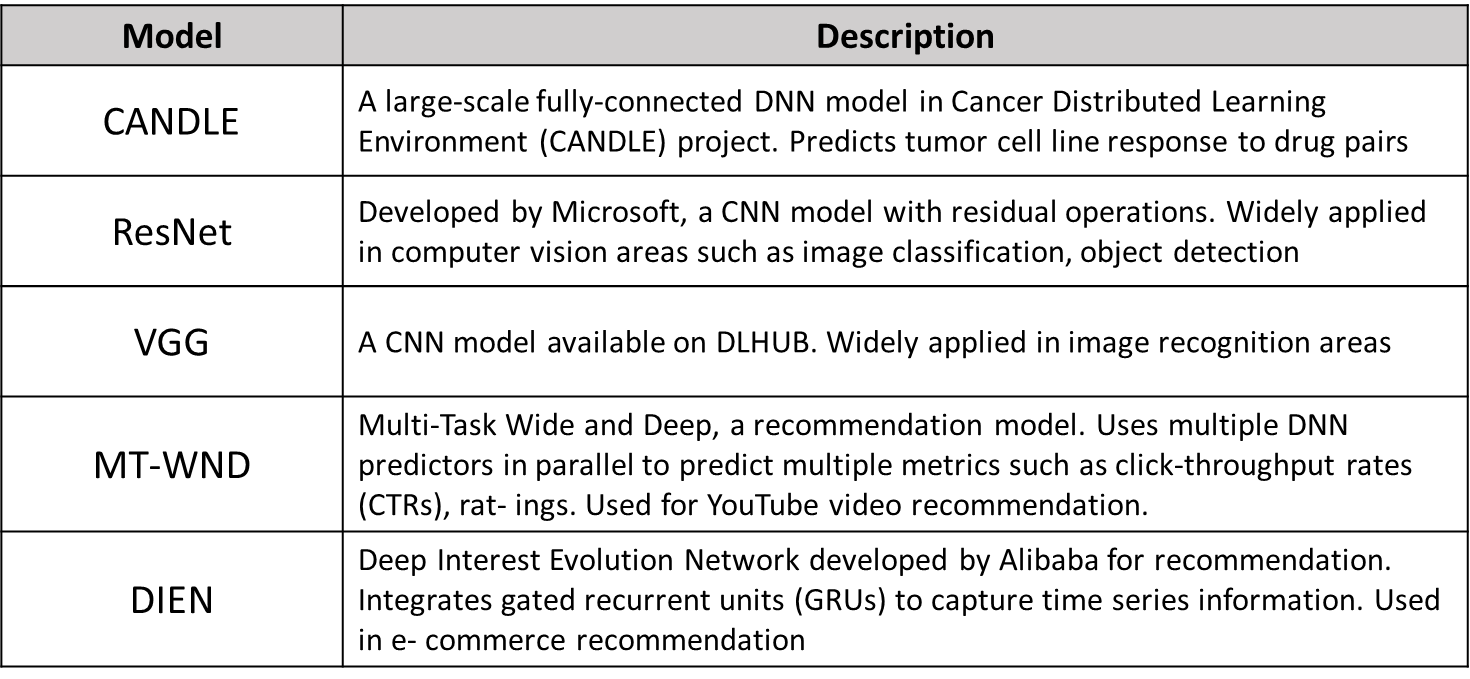 Model
Description
CANDLE
A large-scale fully-connected DNN model in Cancer Distributed Learning
Environment (CANDLE) project. Predicts tumor cell line response to drug pairs
ResNet
Developed by Microsoft, a CNN model with residual operations. Widely applied
in computer vision areas such as image classification, object detection
VGG
A CNN model available on DLHUB. Widely applied in image recognition areas
MT-WND
Multi-Task Wide and Deep, a recommendation model. Uses multiple DNN
predictors in parallel to predict multiple metrics such as click-throughput rates
(CTRs), rat- ings. Used for YouTube video recommendation.
DIEN
Deep Interest Evolution Network developed by Alibaba for recommendation.
Integrates gated recurrent units (GRUs) to capture time series information. Used
in e- commerce recommendation